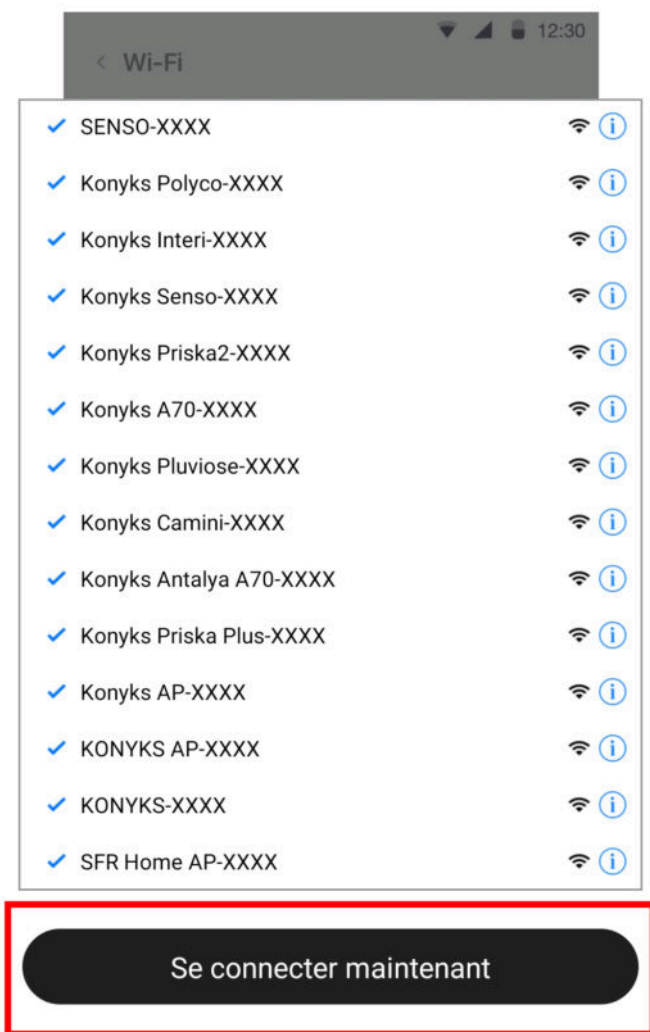 12:30
< Wi-Fi
SENSO-XXXX
Konyks Polyco-XXXX
Konyks Interi-XXXX
Konyks Senso-XXXX
Konyks Priska2-XXXX
Konyks A70-XXXX
Konyks Pluviose-XXXX
Konyks Camini-XXXX
Konyks Antalya A70-XXXX
Konyks Priska Plus-XXXX
Konyks AP-XXXX
KONYKS AP-XXXX
KONYKS-XXXX
SFR Home AP-XXXX
Se connecter maintenant